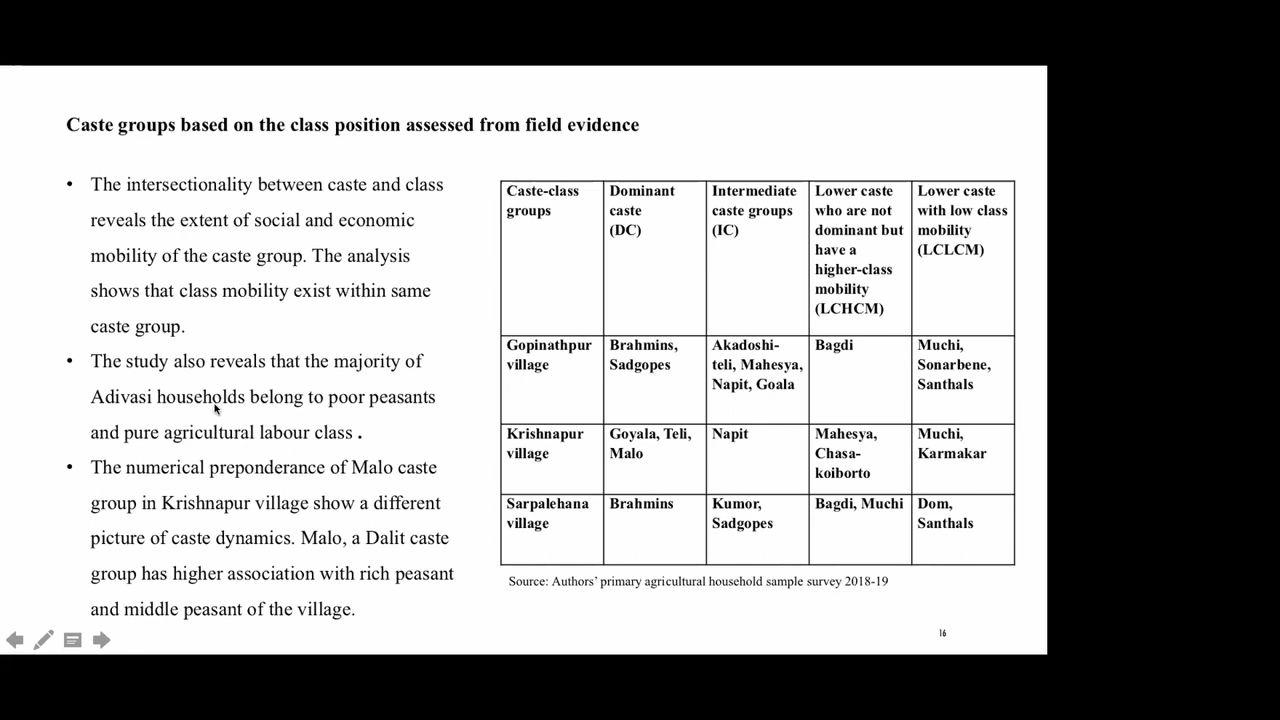 Caste groups based on the class position assessed from field evidence
• The intersectionality between caste and class
reveals the extent of social and economic
mobility of the caste group. The analysis
shows that class mobility exist within same
caste group.
• The study also reveals that the majority of
Adivasi households belong to poor peasants
and pure agricultural labour class .
• The numerical preponderance of Malo caste
group in Krishnapur village show a different
picture of caste dynamics. Malo, a Dalit caste
group has higher association with rich peasant
and middle peasant of the village.
Caste-class
groups
Dominant
caste
(DC)
Intermediate
caste groups
(IC)
Lower caste
who are not
dominant but
have a
higher-class
mobility
(LCHCM)
Lower caste
with low class
mobility
(LCLCM)
Gopinathpur
village
Brahmins,
Sadgopes
Akadoshi-
teli, Mahesya,
Napit, Goala
Bagdi
Muchi,
Sonarbene,
Santhals
Krishnapur
village
Goyala, Teli,
Malo
Napit
Mahesya,
Chasa-
koiborto
Muchi,
Karmakar
Sarpalehana
village
Brahmins
Kumor,
Sadgopes
Bagdi, Muchi
Dom,
Santhals
Source: Authors' primary agricultural household sample survey 2018-19
16